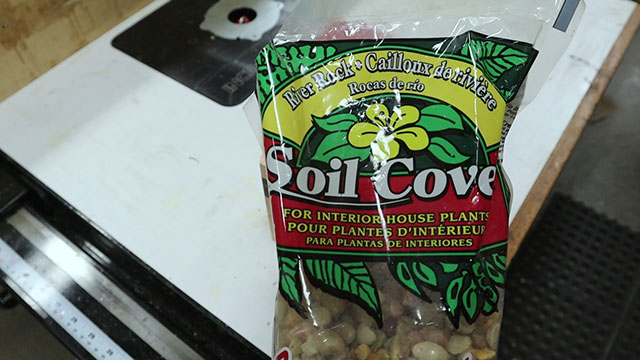 River Rock • Cailloux de rivière
Rocas de río
Soil Cove
FOR INTERIOR HOUSE PLANTS
POUR PLANTES D'INTÉRIEUR
PARA PLANTAS DE INTERIORES